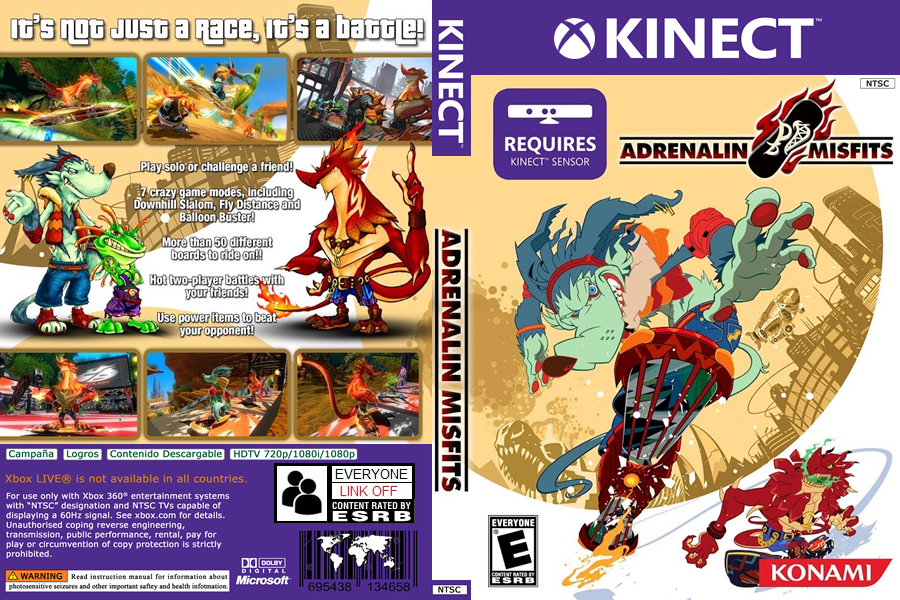 It's not Just a Race, it's a battle!
Play solo or challenge a friend!
7 crazy game modes, including
Downhill Slalom, Fly Distance and
Balloon Buster!
More than 50 different
boards to ride on!!
Hot two-player battles with
your friends!
Use power items to beat
your opponent!
Campaña
Logros
Contenido Descargable
HDTV 720p/1080i/1080p
Xbox LIVE® is not available in all countries.
For use only with Xbox 360® entertainment systems
with "NTSC" designation and NTSC TVs capable of
displaying a 60Hz signal. See xbox.com for details.
Unauthorised coping reverse engineering,
transmission, public performance, rental, pay for
play or circumvention of copy protection is strictly
prohibited.
WARNING Read instruction manual for information about
photosensitive seizures and other important saftey and health information.
EVERYONE
LINK OFF
CONTENT RATED BY
ESRB
DOLBY
DIGITAL
Microsoft®
695438 134658
KINECT™
ADRENALIN MISFITS
NTSC
KINECT™
NTSC
REQUIRES
KINECT™ SENSOR
ADRENALIN MISFITS
EVERYONE
E
CONTENT RATED BY
ESRB
KONAMI